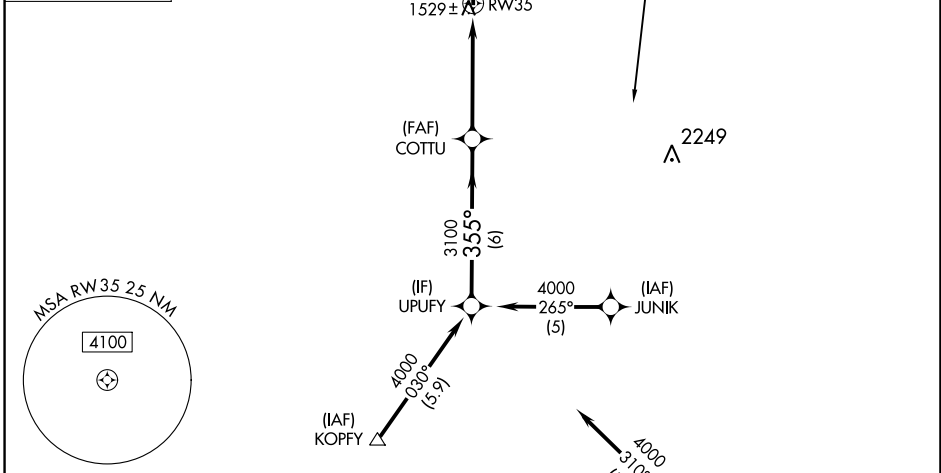 1529± RW35
(FAF)
COTTU
2249
3100
355°
(6)
(IF)
UPUFY
4000
265°
(5)
(IAF)
JUNIK
MSA RW35 25 NM
4100
4000
030°
(5.9)
(IAF)
KOPFY
4000
310°